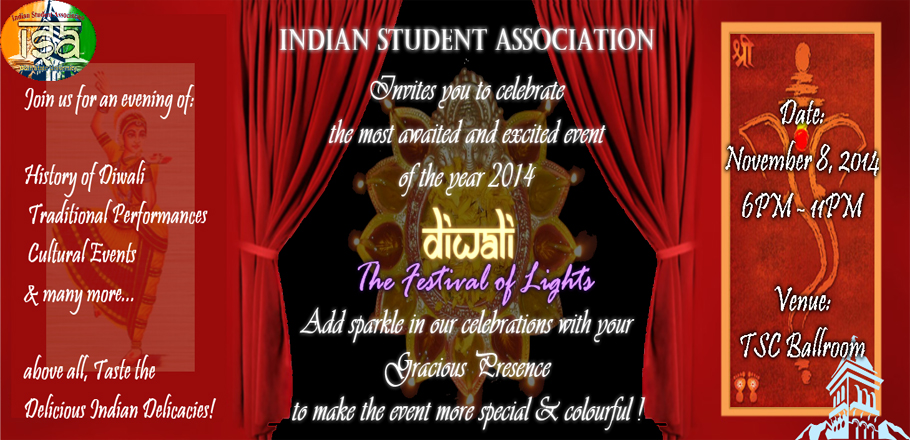 Indian Student Association
isa
Join us for an evening of:
History of Diwali
Traditional Performances
Cultural Events
& many more...
above all, Taste the
Delicious Indian Delicacies!
INDIAN STUDENT ASSOCIATION
Invites you to celebrate
the most awaited and excited event
of the year 2014
diwali
The Festival of Lights
Add sparkle in our celebrations with your
Gracious Presence
to make the event more special & colourful !
श्री
Date:
November 8, 2014
6PM ~ 11PM
Venue:
TSC Ballroom